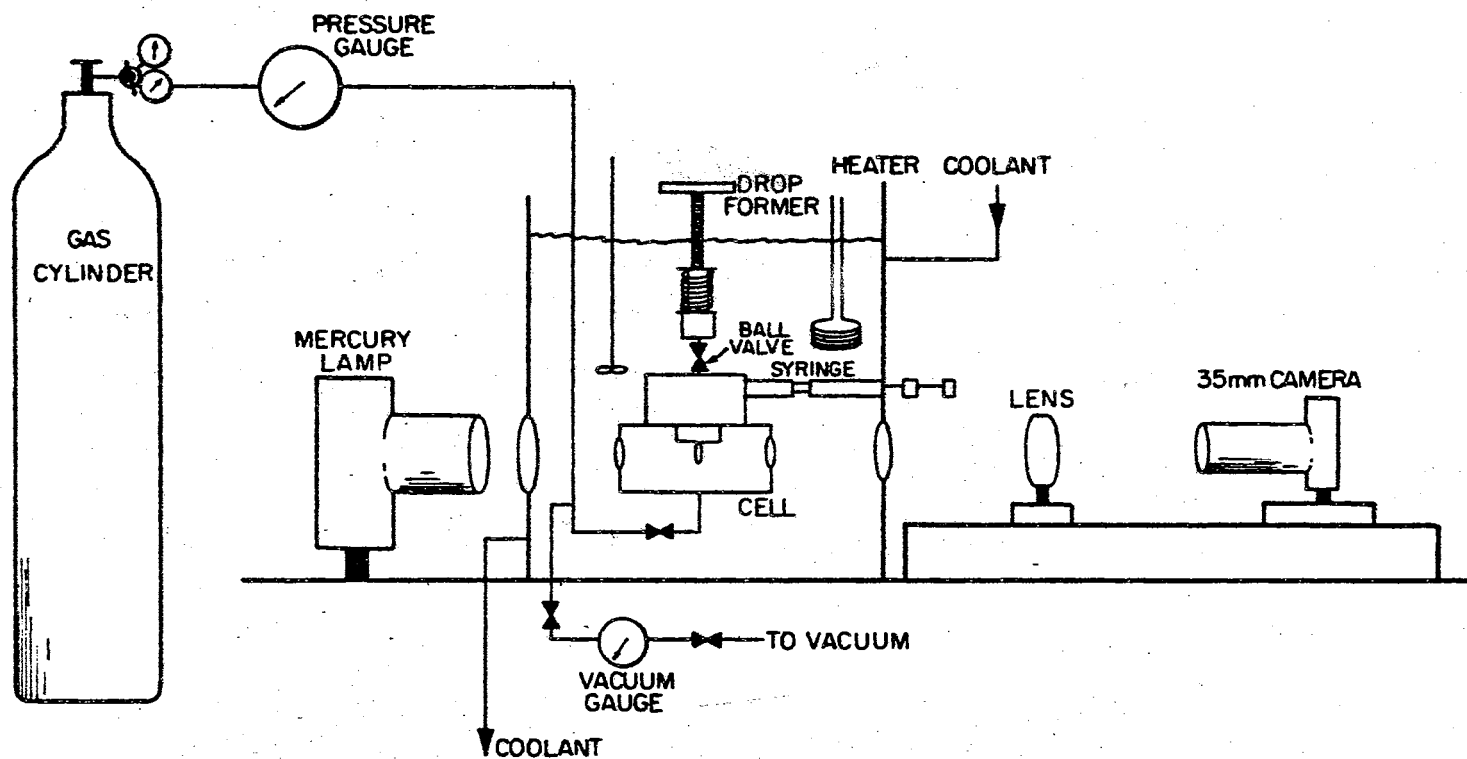 PRESSURE
GAUGE
GAS
CYLINDER
DROP
FORMER
HEATER
COOLANT
MERCURY
LAMP
BALL
VALVE
SYRINGE
LENS
35mm CAMERA
CELL
TO VACUUM
VACUUM
GAUGE
COOLANT